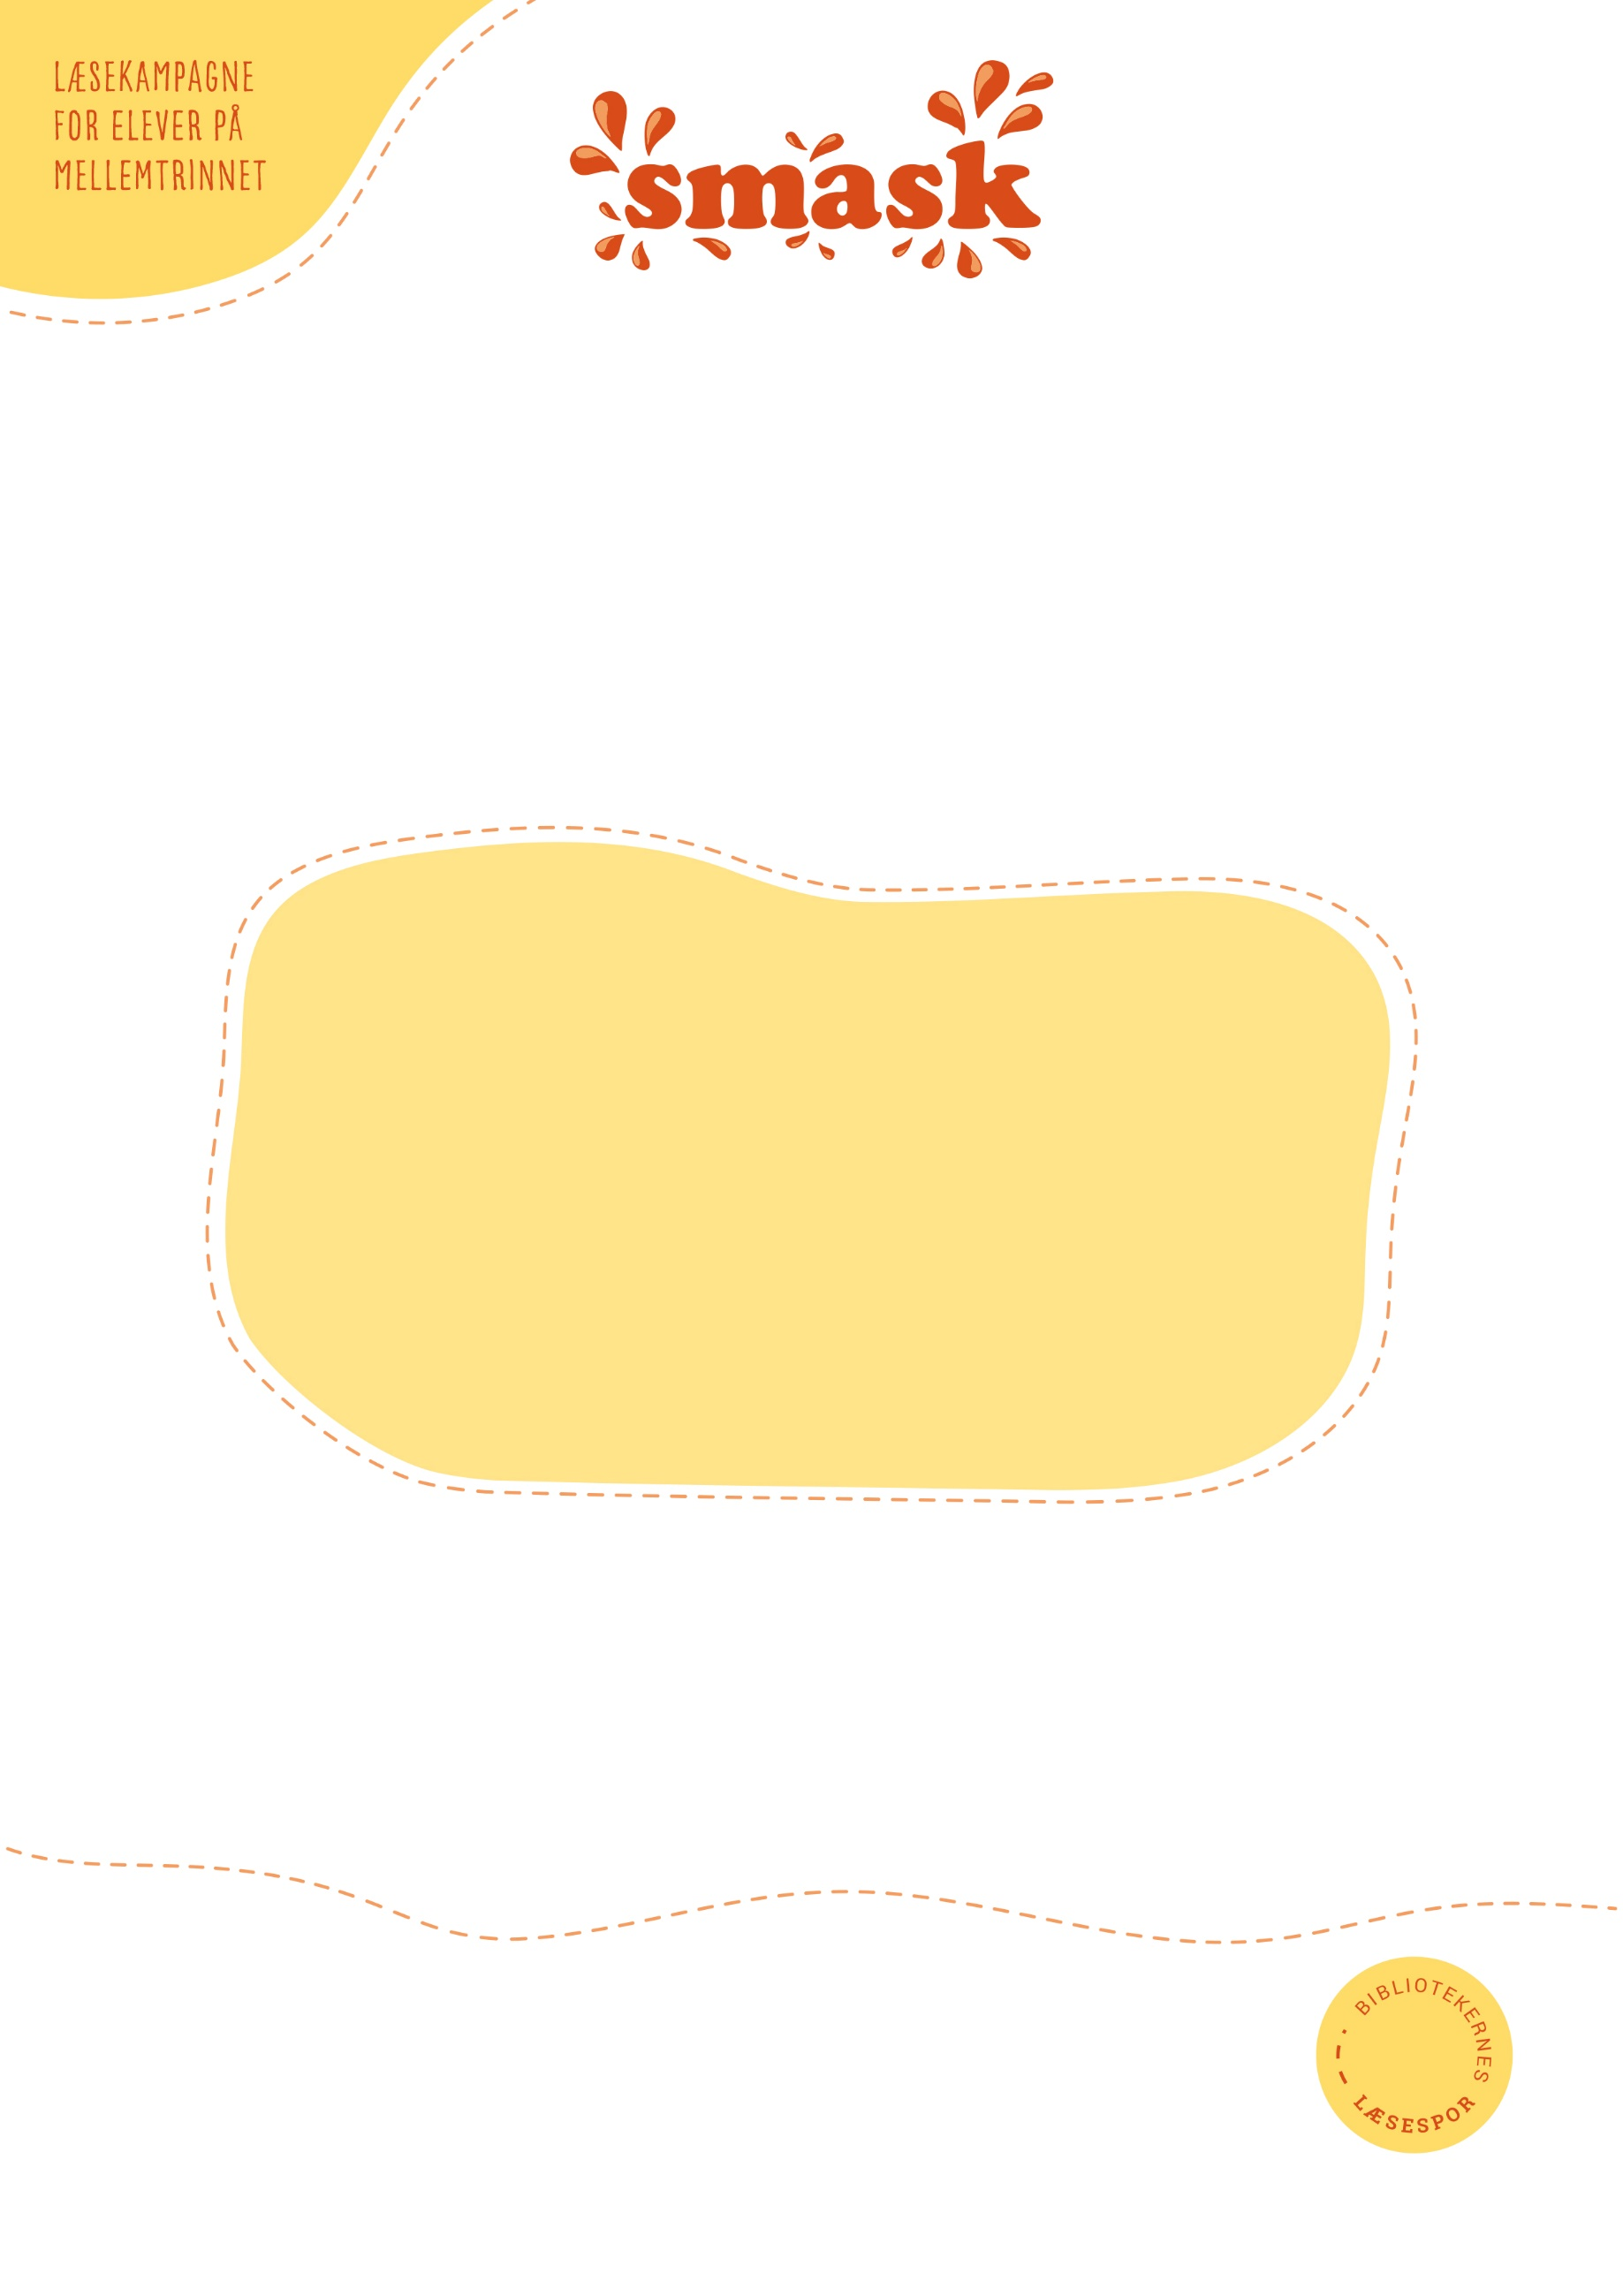 LÆSEKAMPAGNE
FOR ELEVER PÅ
MELLEMTRINNET
smask
BIBLIOTEKERNES
LÆSESPOR